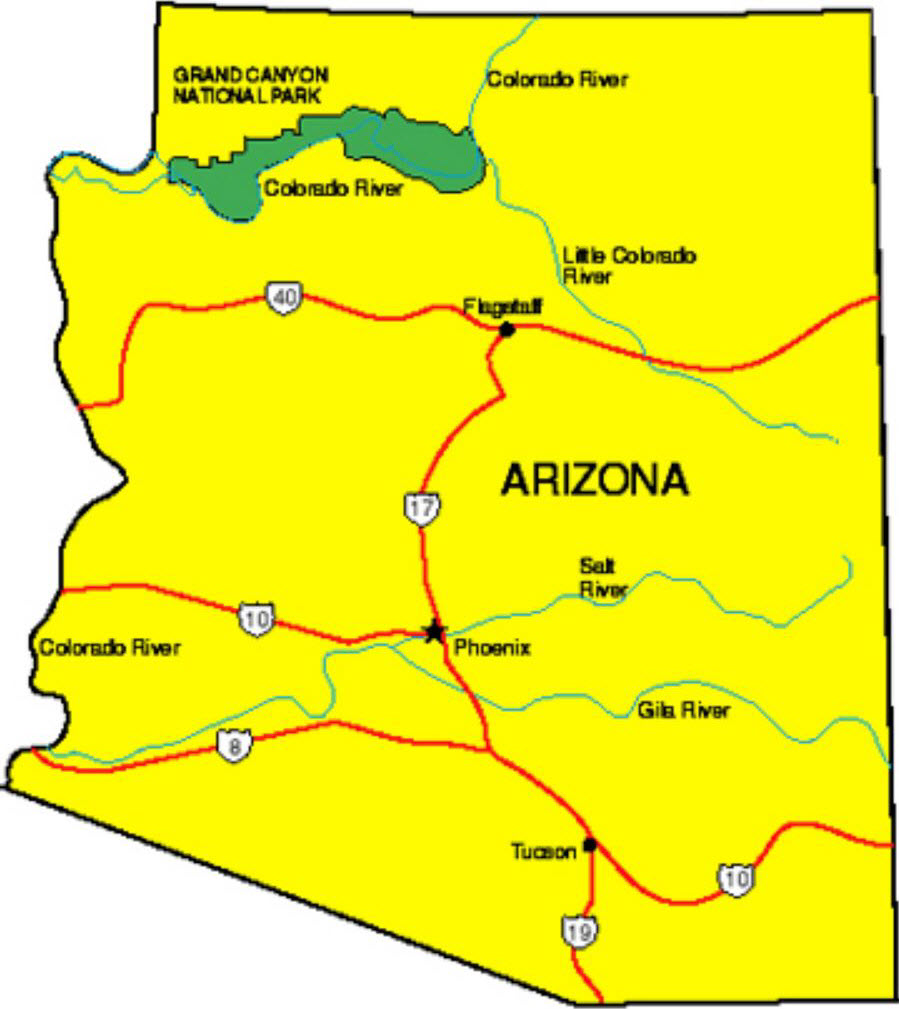 GRAND CANYON
NATIONAL PARK
Colorado River
Colorado River
Little Colorado
River
40
Flagstaff
ARIZONA
17
Salt
River
10
Colorado River
Phoenix
Gila River
8
Tucson
10
19